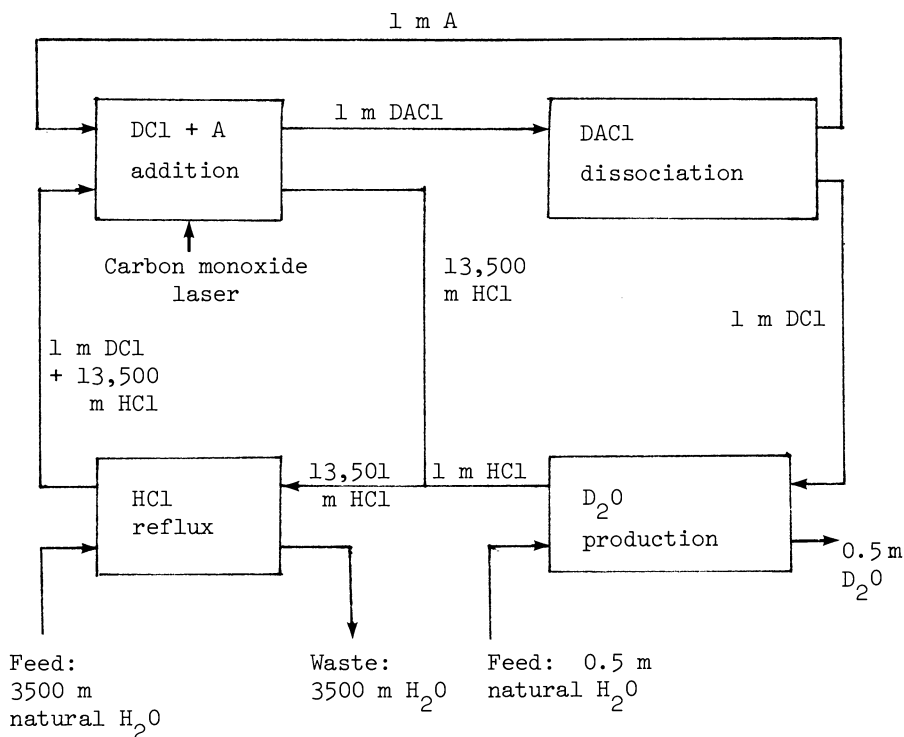 1 m A
DCl + A
addition
1 m DACl
DACl
dissociation
Carbon monoxide
laser
13,500
m HCl
1 m DCl
1 m DCl
+ 13,500
m HCl
HCl
reflux
13,501
m HCl
1 m HCl
D2O
production
0.5 m
D2O
Feed:
3500 m
natural H2O
Waste:
3500 m H2O
Feed: 0.5 m
natural H2O